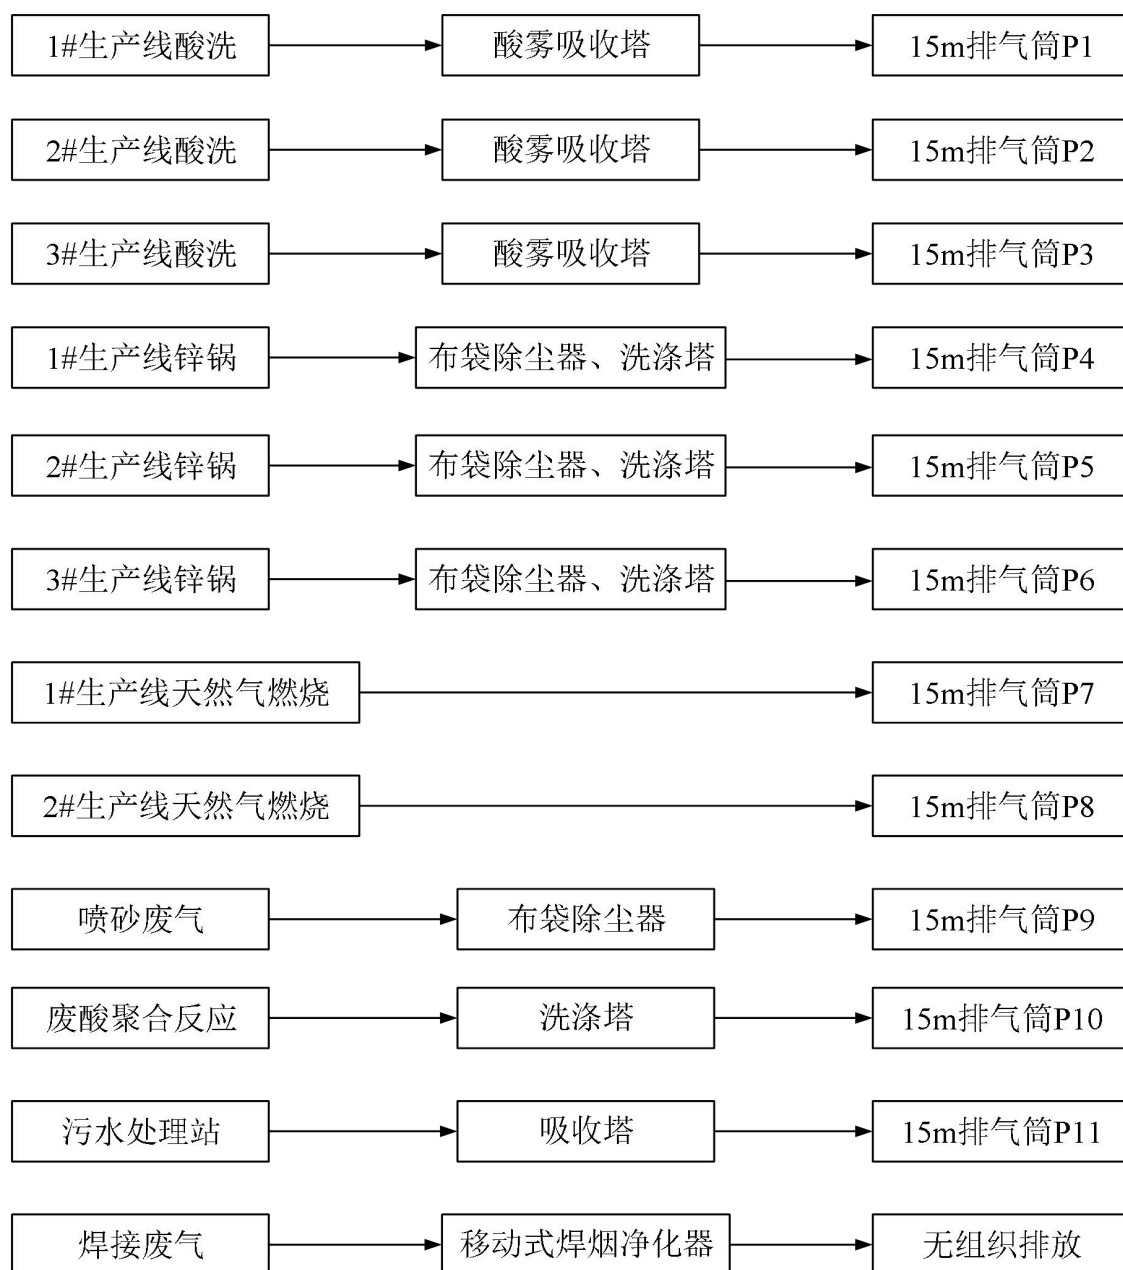 1#生产线酸洗 酸雾吸收塔 15m排气筒P1
2#生产线酸洗 酸雾吸收塔 15m排气筒P2
3#生产线酸洗 酸雾吸收塔 15m排气筒P3
1#生产线锌锅 布袋除尘器、洗涤塔 15m排气筒P4
2#生产线锌锅 布袋除尘器、洗涤塔 15m排气筒P5
3#生产线锌锅 布袋除尘器、洗涤塔 15m排气筒P6
1#生产线天然气燃烧 15m排气筒P7
2#生产线天然气燃烧 15m排气筒P8
喷砂废气 布袋除尘器 15m排气筒P9
废酸聚合反应 洗涤塔 15m排气筒P10
污水处理站 吸收塔 15m排气筒P11
焊接废气 移动式焊烟净化器 无组织排放